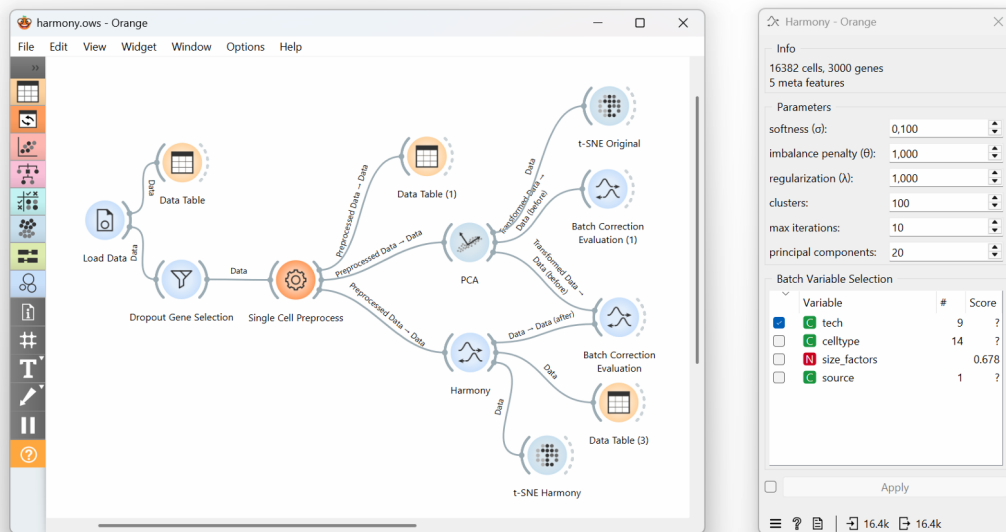 harmony.ows - Orange
File Edit View Widget Window Options Help
Data Table
Load Data
Data
Data
Dropout Gene Selection
Data
Single Cell Preprocess
Preprocessed Data → Data
Preprocessed Data → Data
Preprocessed Data → Data
Data Table (1)
PCA
Harmony
Data
Transformed Data →
Data (before)
Transformed Data →
Data (before)
t-SNE Original
Batch Correction
Evaluation (1)
Data → Data (after)
Data
Data
Batch Correction
Evaluation
Data Table (3)
t-SNE Harmony
Harmony - Orange
Info
16382 cells, 3000 genes
5 meta features
Parameters
softness (σ): 0,100
imbalance penalty (θ): 1,000
regularization (λ): 1,000
clusters: 100
max iterations: 10
principal components: 20
Batch Variable Selection
Variable # Score
C tech 9 ?
C celltype 14 ?
N size_factors 0.678
C source 1 ?
Apply
16.4k 16.4k